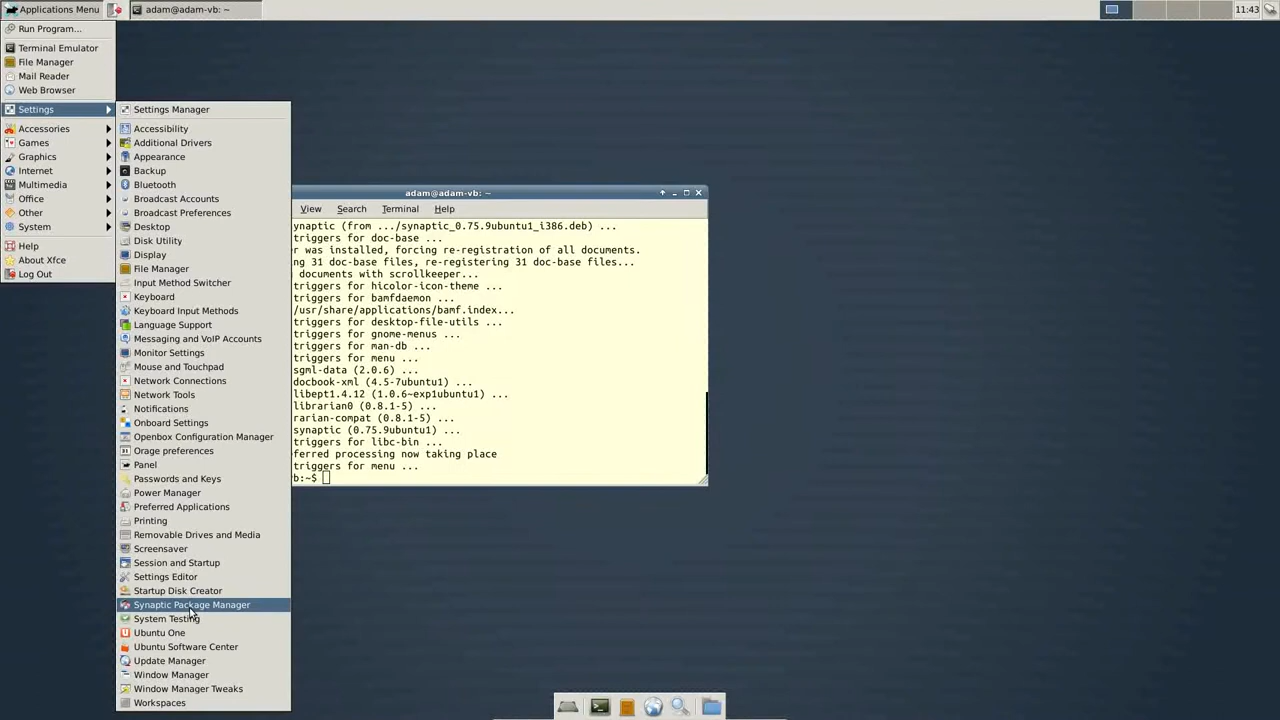 Applications Menu
adam@adam-vb: ~
11:43
Run Program...
Terminal Emulator
File Manager
Mail Reader
Web Browser
Settings
Accessories
Games
Graphics
Internet
Multimedia
Office
Other
System
Help
About Xfce
Log Out
Settings Manager
Accessibility
Additional Drivers
Appearance
Backup
Bluetooth
Broadcast Accounts
Broadcast Preferences
Desktop
Disk Utility
Display
File Manager
Input Method Switcher
Keyboard
Keyboard Input Methods
Language Support
Messaging and VoIP Accounts
Monitor Settings
Mouse and Touchpad
Network Connections
Network Tools
Notifications
Onboard Settings
Openbox Configuration Manager
Orage preferences
Panel
Passwords and Keys
Power Manager
Preferred Applications
Printing
Removable Drives and Media
Screensaver
Session and Startup
Settings Editor
Startup Disk Creator
Synaptic Package Manager
System Testing
Ubuntu One
Ubuntu Software Center
Update Manager
Window Manager
Window Manager Tweaks
Workspaces
adam@adam-vb: ~
View Search Terminal Help
ynaptic (from .../synaptic_0.75.9ubuntu1_i386.deb) ...
triggers for doc-base ...
r was installed, forcing re-registration of all documents.
ng 31 doc-base files, re-registering 31 doc-base files...
documents with scrollkeeper...
triggers for hicolor-icon-theme ...
triggers for bamfdaemon ...
/usr/share/applications/bamf.index...
triggers for desktop-file-utils ...
triggers for gnome-menus ...
triggers for man-db ...
triggers for menu ...
sgml-data (2.0.6) ...
docbook-xml (4.5-7ubuntu1) ...
libept1.4.12 (1.0.6~exp1ubuntu1) ...
librarian0 (0.8.1-5) ...
rarian-compat (0.8.1-5) ...
synaptic (0.75.9ubuntu1) ...
triggers for libc-bin ...
eferred processing now taking place
triggers for menu ...
b:~$